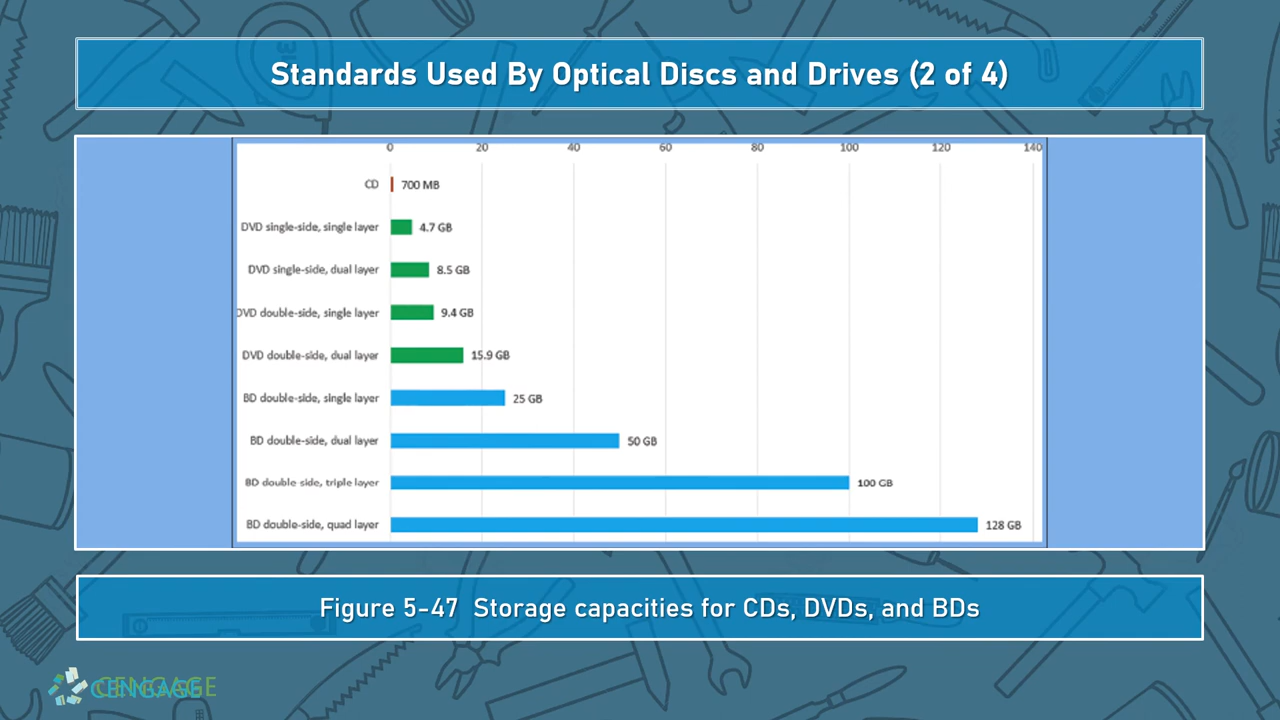 Standards Used By Optical Discs and Drives (2 of 4)
0 20 40 60 80 100 120 140
CD 700 MB
DVD single-side, single layer 4.7 GB
DVD single-side, dual layer 8.5 GB
DVD double-side, single layer 9.4 GB
DVD double-side, dual layer 15.9 GB
BD double-side, single layer 25 GB
BD double-side, dual layer 50 GB
BD double-side, triple layer 100 GB
BD double-side, quad layer 128 GB
Figure 5-47 Storage capacities for CDs, DVDs, and BDs
CENGAGE